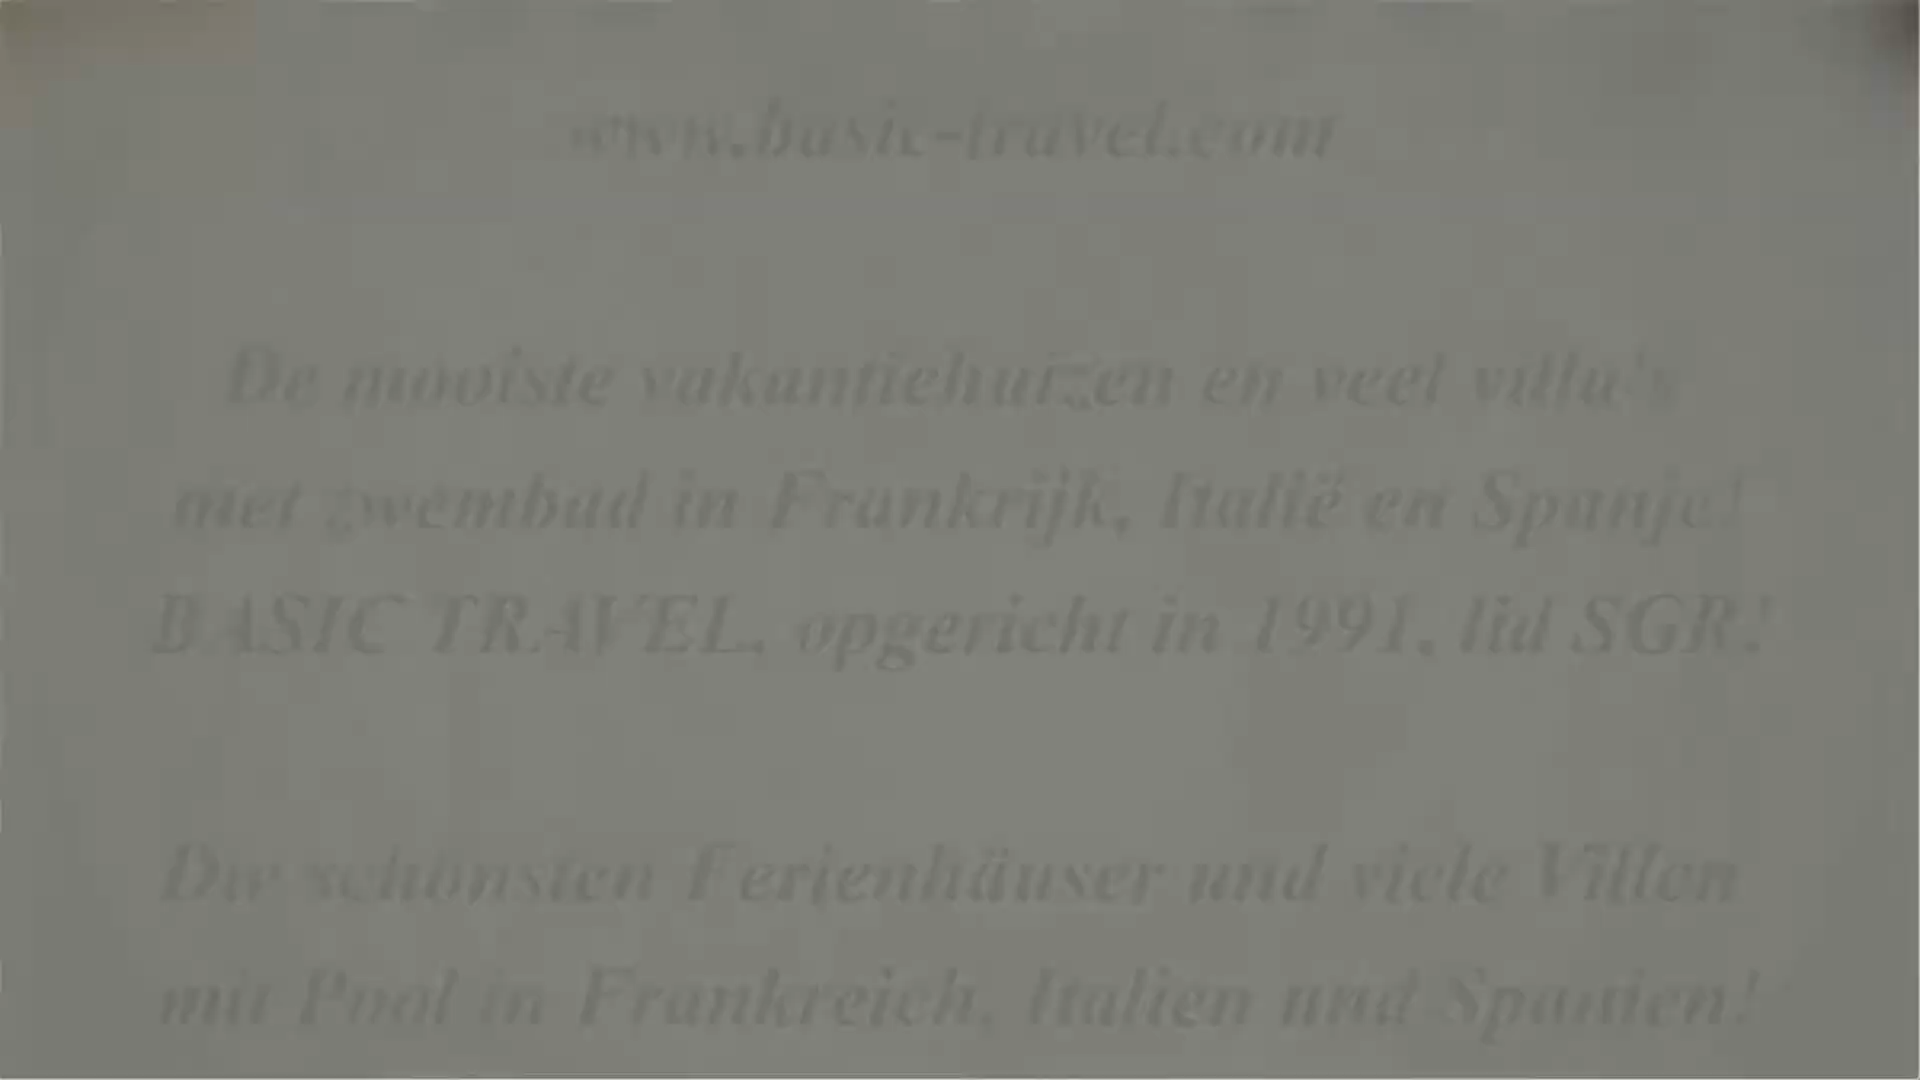 www.basic-travel.com
De mooiste vakantiehuizen en veel villa's
met zwembad in Frankrijk, Italië en Spanje!
BASIC TRAVEL, opgericht in 1991, lid SGR!
Die schönsten Ferienhäuser und viele Villen
mit Pool in Frankreich, Italien und Spanien!